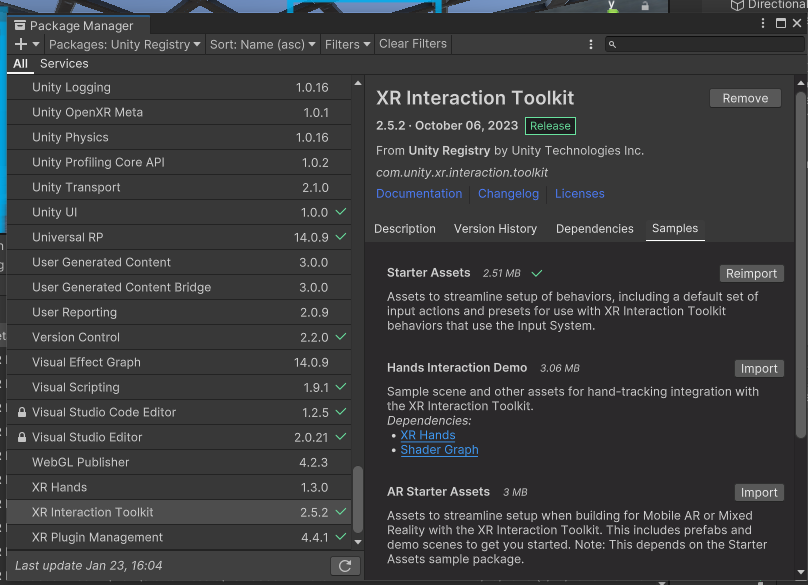 Directional
Package Manager
Packages: Unity Registry
Sort: Name (asc)
Filters
Clear Filters
All
Services
Unity Logging 1.0.16
Unity OpenXR Meta 1.0.1
Unity Physics 1.0.16
Unity Profiling Core API 1.0.2
Unity Transport 2.1.0
Unity UI 1.0.0
Universal RP 14.0.9
User Generated Content 3.0.0
User Generated Content Bridge 3.0.0
User Reporting 2.0.9
Version Control 2.2.0
Visual Effect Graph 14.0.9
Visual Scripting 1.9.1
Visual Studio Code Editor 1.2.5
Visual Studio Editor 2.0.21
WebGL Publisher 4.2.3
XR Hands 1.3.0
XR Interaction Toolkit 2.5.2
XR Plugin Management 4.4.1
Last update Jan 23, 16:04
XR Interaction Toolkit
Remove
2.5.2 · October 06, 2023 Release
From Unity Registry by Unity Technologies Inc.
com.unity.xr.interaction.toolkit
Documentation
Changelog
Licenses
Description
Version History
Dependencies
Samples
Starter Assets 2.51 MB
Reimport
Assets to streamline setup of behaviors, including a default set of
input actions and presets for use with XR Interaction Toolkit
behaviors that use the Input System.
Hands Interaction Demo 3.06 MB
Import
Sample scene and other assets for hand-tracking integration with
the XR Interaction Toolkit.
Dependencies:
• XR Hands
• Shader Graph
AR Starter Assets 3 MB
Import
Assets to streamline setup when building for Mobile AR or Mixed
Reality with the XR Interaction Toolkit. This includes prefabs and
demo scenes to get you started. Note: This depends on the Starter
Assets sample package.